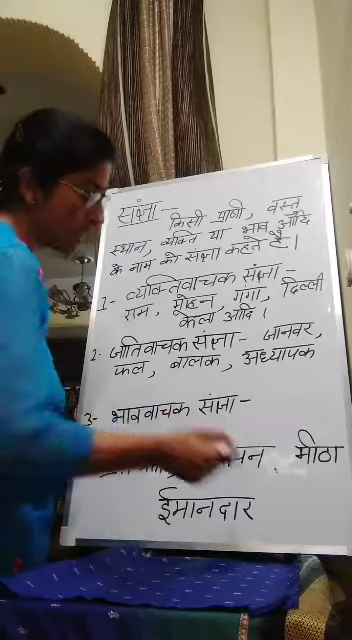 संज्ञा -
किसी प्राणी, वस्तु
स्थान, व्यक्ति या भाव आदि
के नाम को संज्ञा कहते हैं।
1- व्यक्तिवाचक संज्ञा -
राम, मोहन, गंगा, दिल्ली
केला आदि।
2- जातिवाचक संज्ञा - जानवर,
फल, बालक, अध्यापक
3- भाववाचक संज्ञा -
मीठा
ईमानदार